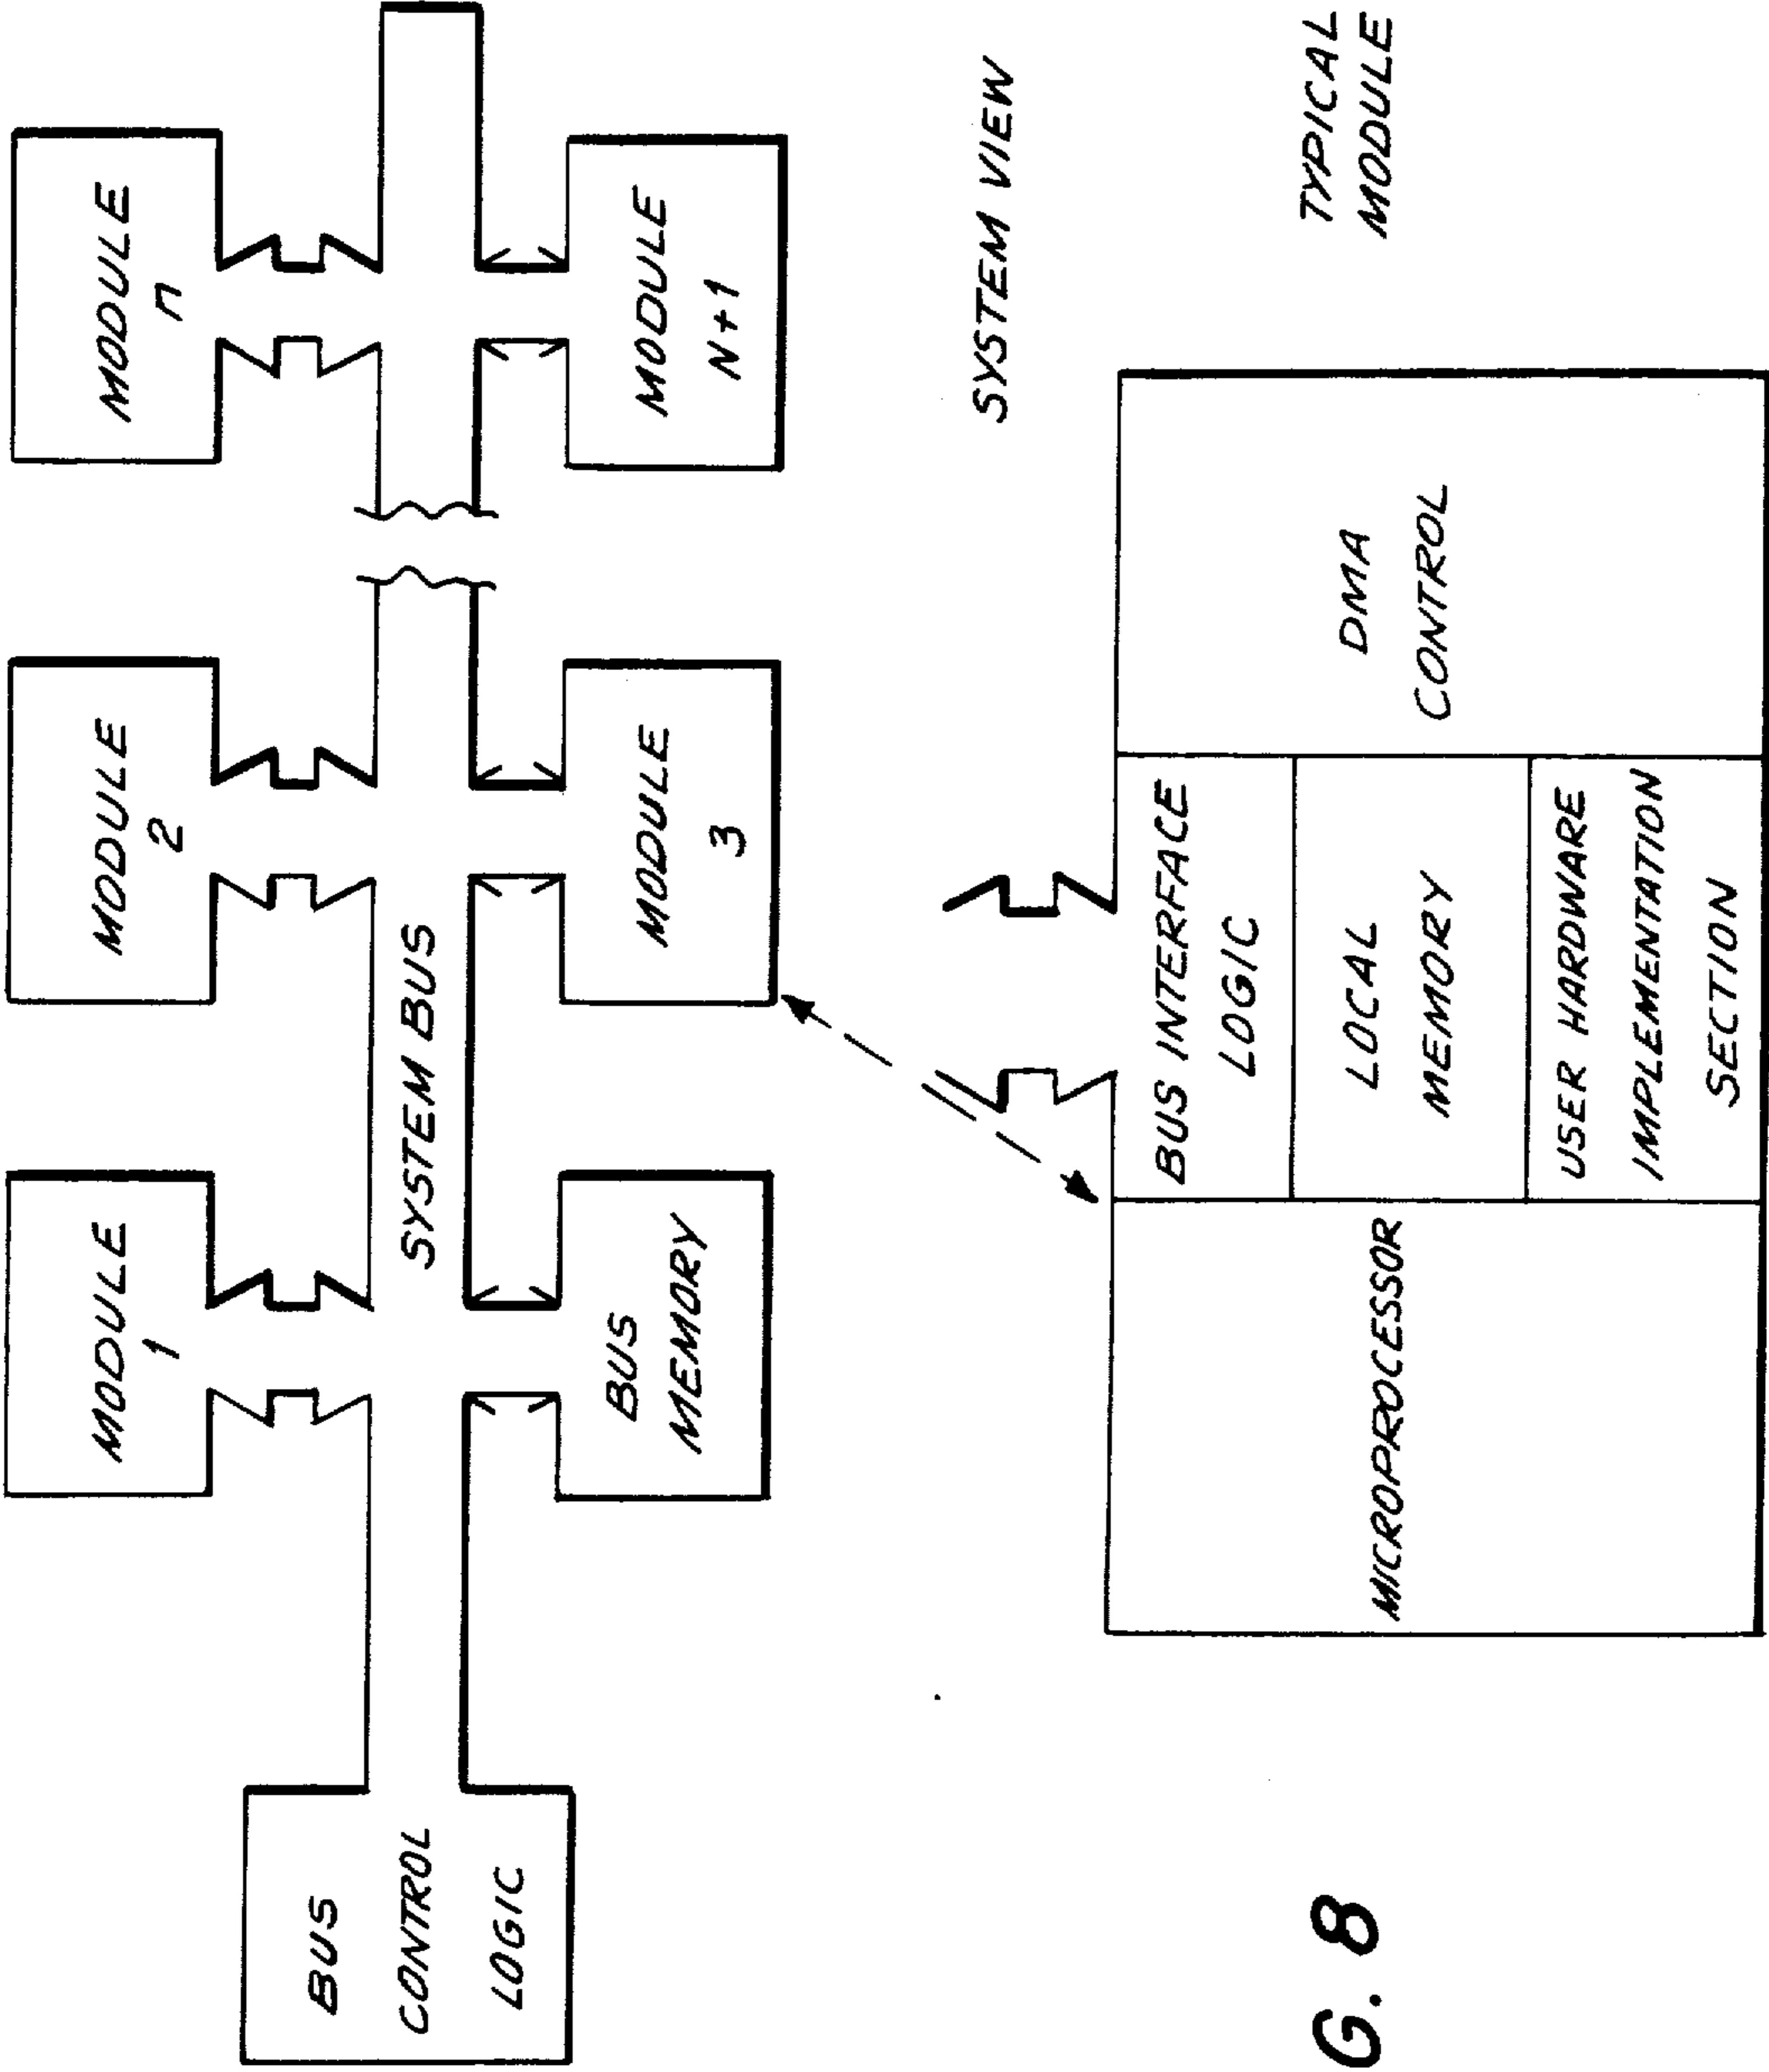 MODULE
1
MODULE
2
MODULE
n
BUS
CONTROL
LOGIC
SYSTEM BUS
BUS
MEMORY
MODULE
3
MODULE
N+1
SYSTEM VIEW
MICROPROCESSOR
BUS INTERFACE
LOGIC
LOCAL
MEMORY
USER HARDWARE
IMPLEMENTATION
SECTION
DMA
CONTROL
TYPICAL
MODULE
G. 8